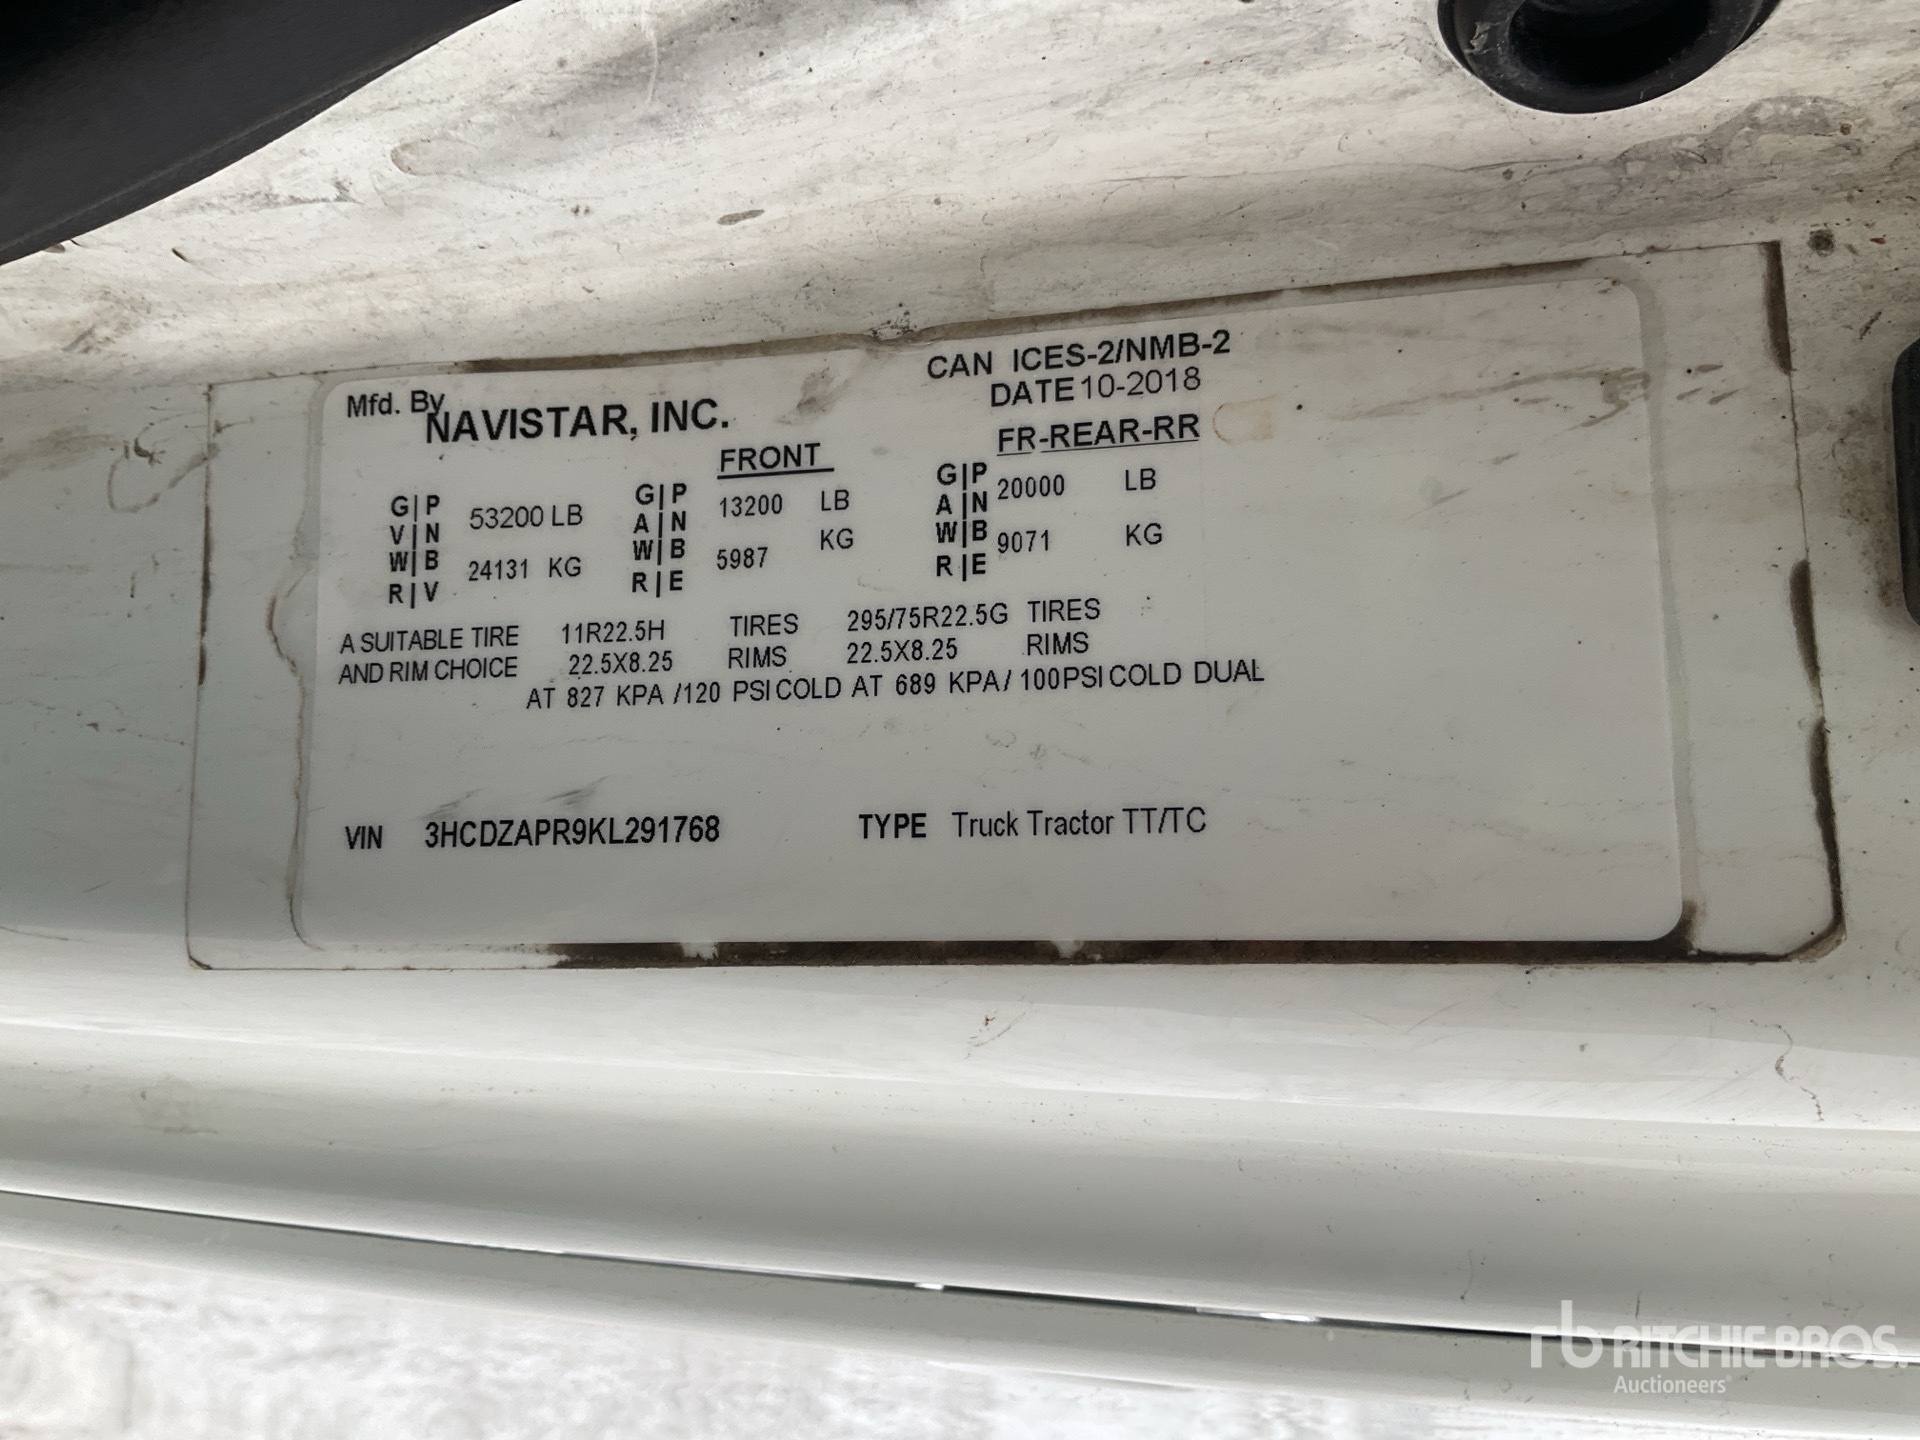 CAN ICES-2/NMB-2
Mfd. By
NAVISTAR, INC.
DATE 10-2018
FRONT
FR-REAR-RR
G|P
V|N
W|B
R|V
53200 LB
24131 KG
G|P
A|N
W|B
R|E
13200 LB
5987 KG
G|P
A|N
W|B
R|E
20000 LB
9071 KG
A SUITABLE TIRE 11R22.5H TIRES 295/75R22.5G TIRES
AND RIM CHOICE 22.5X8.25 RIMS 22.5X8.25 RIMS
AT 827 KPA /120 PSI COLD AT 689 KPA/ 100PSI COLD DUAL
VIN 3HCDZAPR9KL291768 TYPE Truck Tractor TT/TC
rb RITCHIE BROS.
Auctioneers